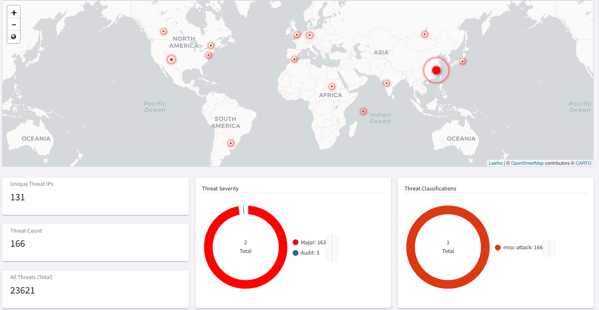 +
−
NORTH
AMERICA
ASIA
AFRICA
Pacific
Ocean
Indian
Ocean
Pacific
Ocean
SOUTH
AMERICA
OCEANIA
OCEANIA
Leaflet | © OpenStreetMap contributors © CARTO
Unique Threat IPs
131
Threat Count
166
All Threats (Total)
23621
Threat Severity
2
Total
Major: 163
Audit: 3
Threat Classifications
1
Total
misc-attack: 166